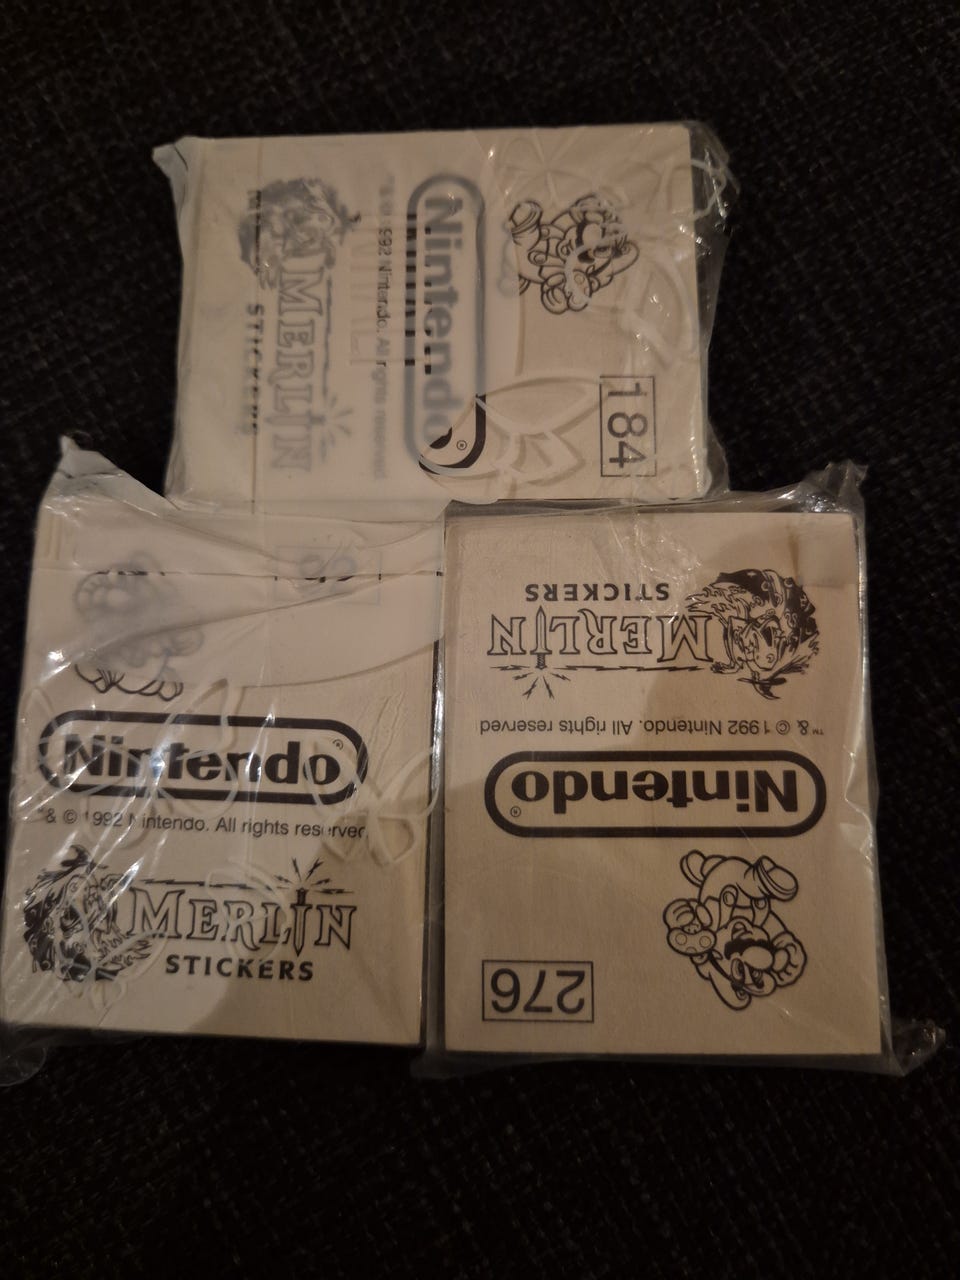 184
Nintendo®
1992 Nintendo. All rights reserved
MERLIN
STICKERS
Nintendo®
& © 1992 Nintendo. All rights reserved
MERLIN
STICKERS
276
Nintendo®
™ & © 1992 Nintendo. All rights reserved
MERLIN
STICKERS